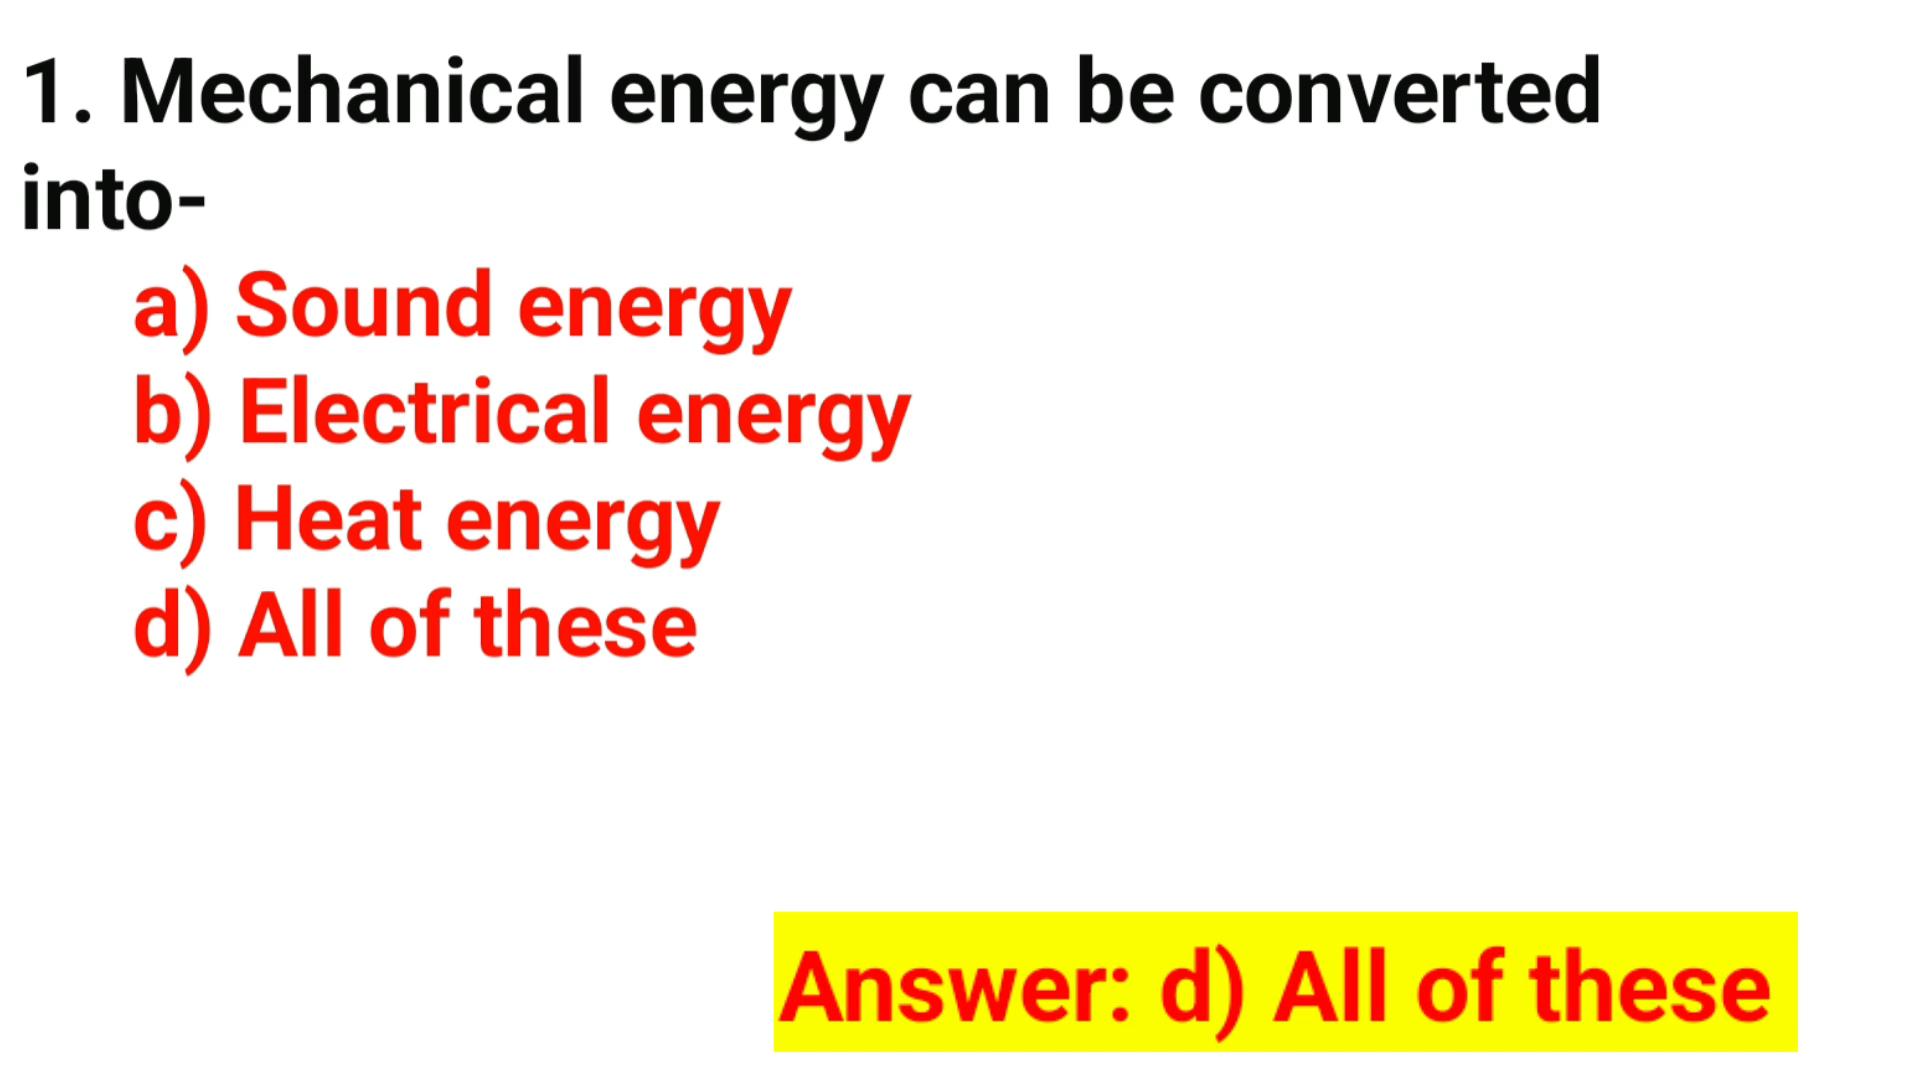 1. Mechanical energy can be converted
into-
a) Sound energy
b) Electrical energy
c) Heat energy
d) All of these
Answer: d) All of these